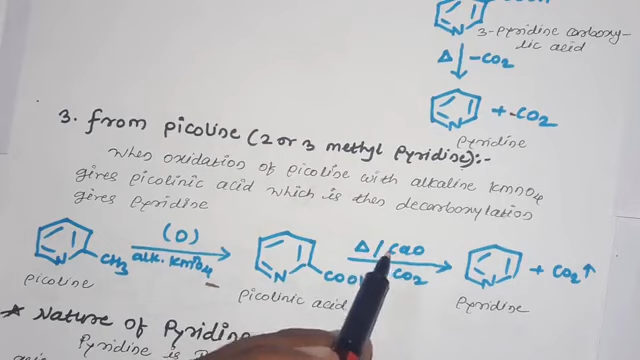 3-pyridine carboxy-
lic acid
Δ -CO2
N + CO2
Pyridine
3. from picoline (2 or 3 methyl pyridine):-
When oxidation of picoline with alkaline KMnO4
gives picolinic acid which is then decarboxylation
gives pyridine
N CH3 (O) alk. KMnO4 N Δ / CaO CO2 N + CO2↑
picoline picolinic acid pyridine
* Nature of Pyridine
Pyridine is